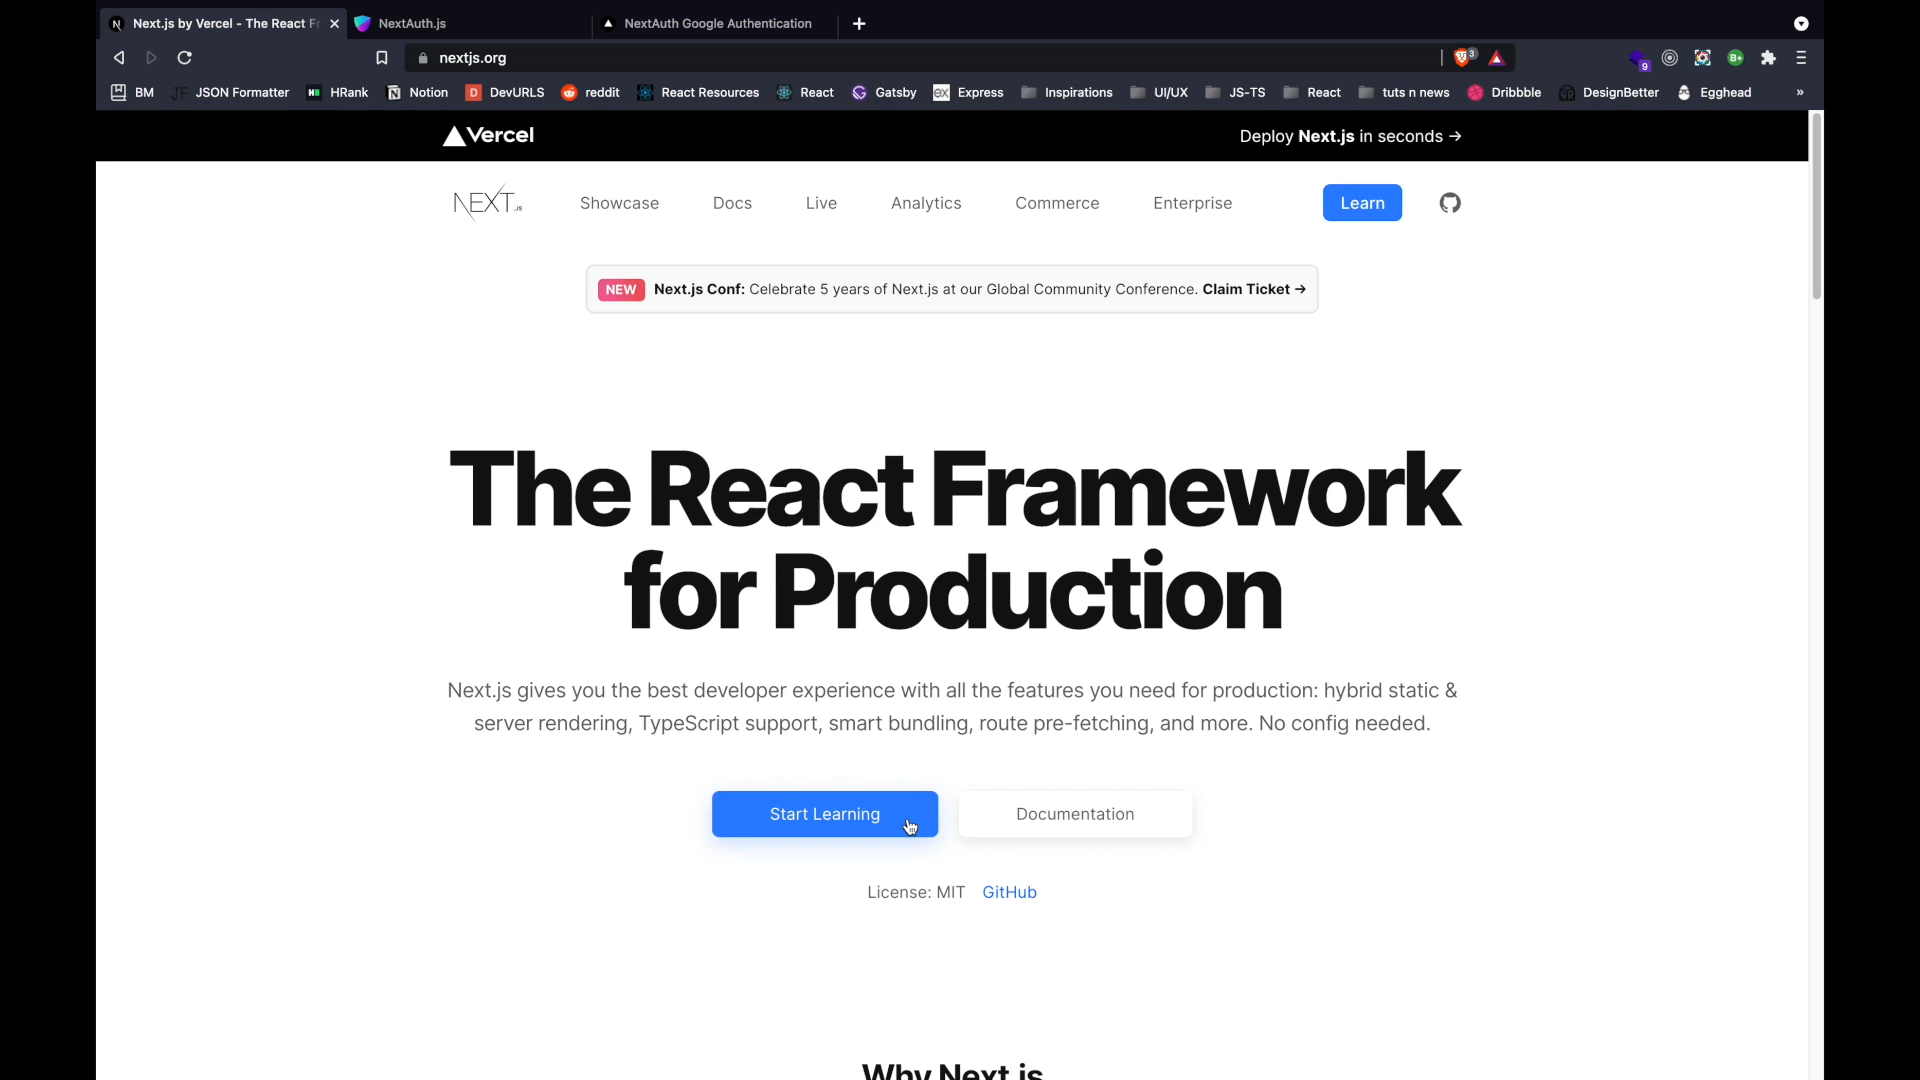 Next.js by Vercel - The React Fr
NextAuth.js
NextAuth Google Authentication
nextjs.org
3
9
B+
BM
JF JSON Formatter
HRank
Notion
D DevURLS
reddit
React Resources
React
Gatsby
ex Express
Inspirations
UI/UX
JS-TS
React
tuts n news
Dribbble
DesignBetter
Egghead
»
Vercel
Deploy Next.js in seconds →
NEXT.JS
Showcase
Docs
Live
Analytics
Commerce
Enterprise
Learn
NEW Next.js Conf: Celebrate 5 years of Next.js at our Global Community Conference. Claim Ticket →
The React Framework
for Production
Next.js gives you the best developer experience with all the features you need for production: hybrid static &
server rendering, TypeScript support, smart bundling, route pre-fetching, and more. No config needed.
Start Learning
Documentation
License: MIT GitHub
Why Next.js